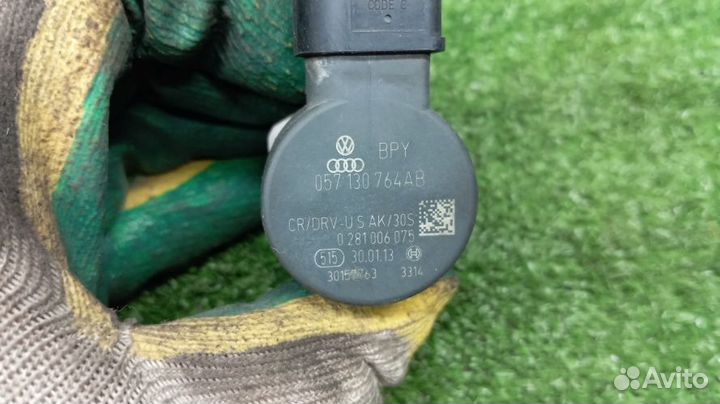 CODE C
BPY
057 130 764AB
CR/DRV-U S AK/30S
0 281 006 075
515 30.01.13
3314
Avito